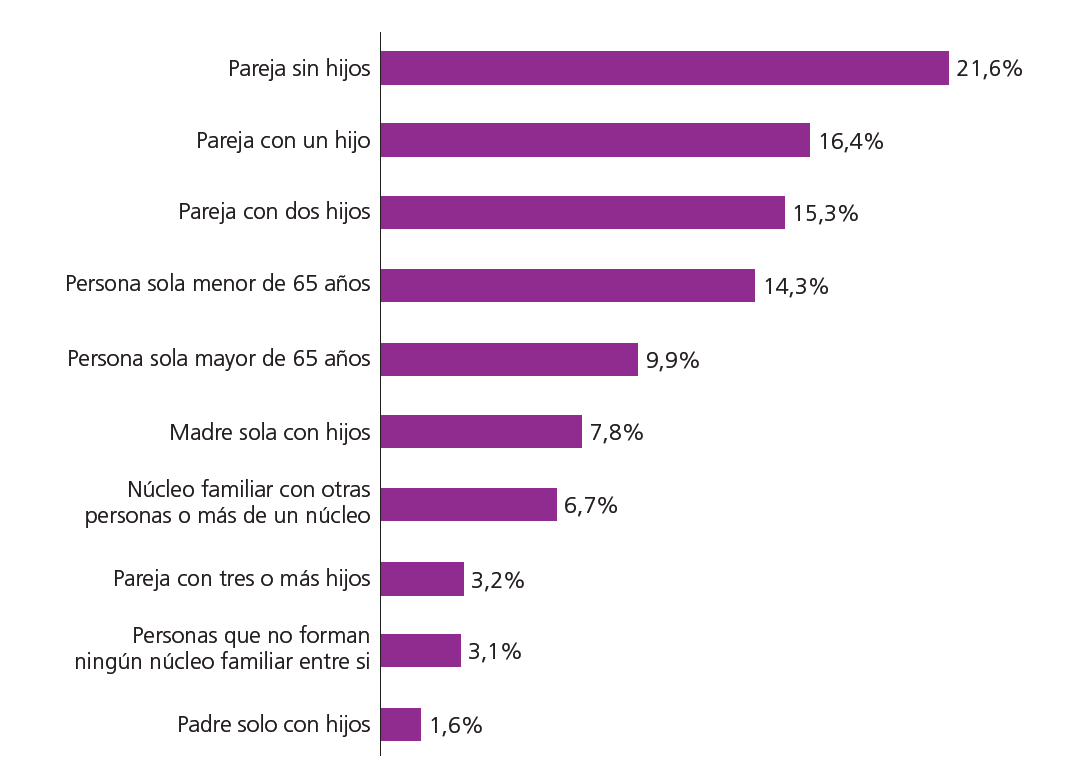 Pareja sin hijos 21,6%
Pareja con un hijo 16,4%
Pareja con dos hijos 15,3%
Persona sola menor de 65 años 14,3%
Persona sola mayor de 65 años 9,9%
Madre sola con hijos 7,8%
Núcleo familiar con otras
personas o más de un núcleo 6,7%
Pareja con tres o más hijos 3,2%
Personas que no forman
ningún núcleo familiar entre si 3,1%
Padre solo con hijos 1,6%